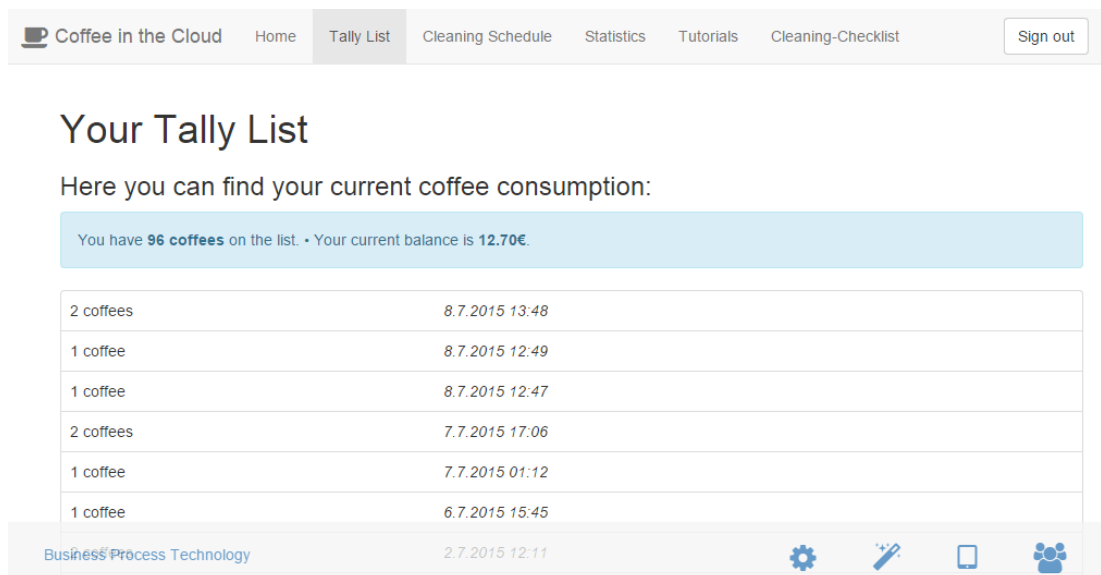 Coffee in the Cloud Home Tally List Cleaning Schedule Statistics Tutorials Cleaning-Checklist Sign out
Your Tally List
Here you can find your current coffee consumption:
You have 96 coffees on the list. • Your current balance is 12.70€.
2 coffees 8.7.2015 13:48
1 coffee 8.7.2015 12:49
1 coffee 8.7.2015 12:47
2 coffees 7.7.2015 17:06
1 coffee 7.7.2015 01:12
1 coffee 6.7.2015 15:45
2.7.2015 12:11
Business Process Technology